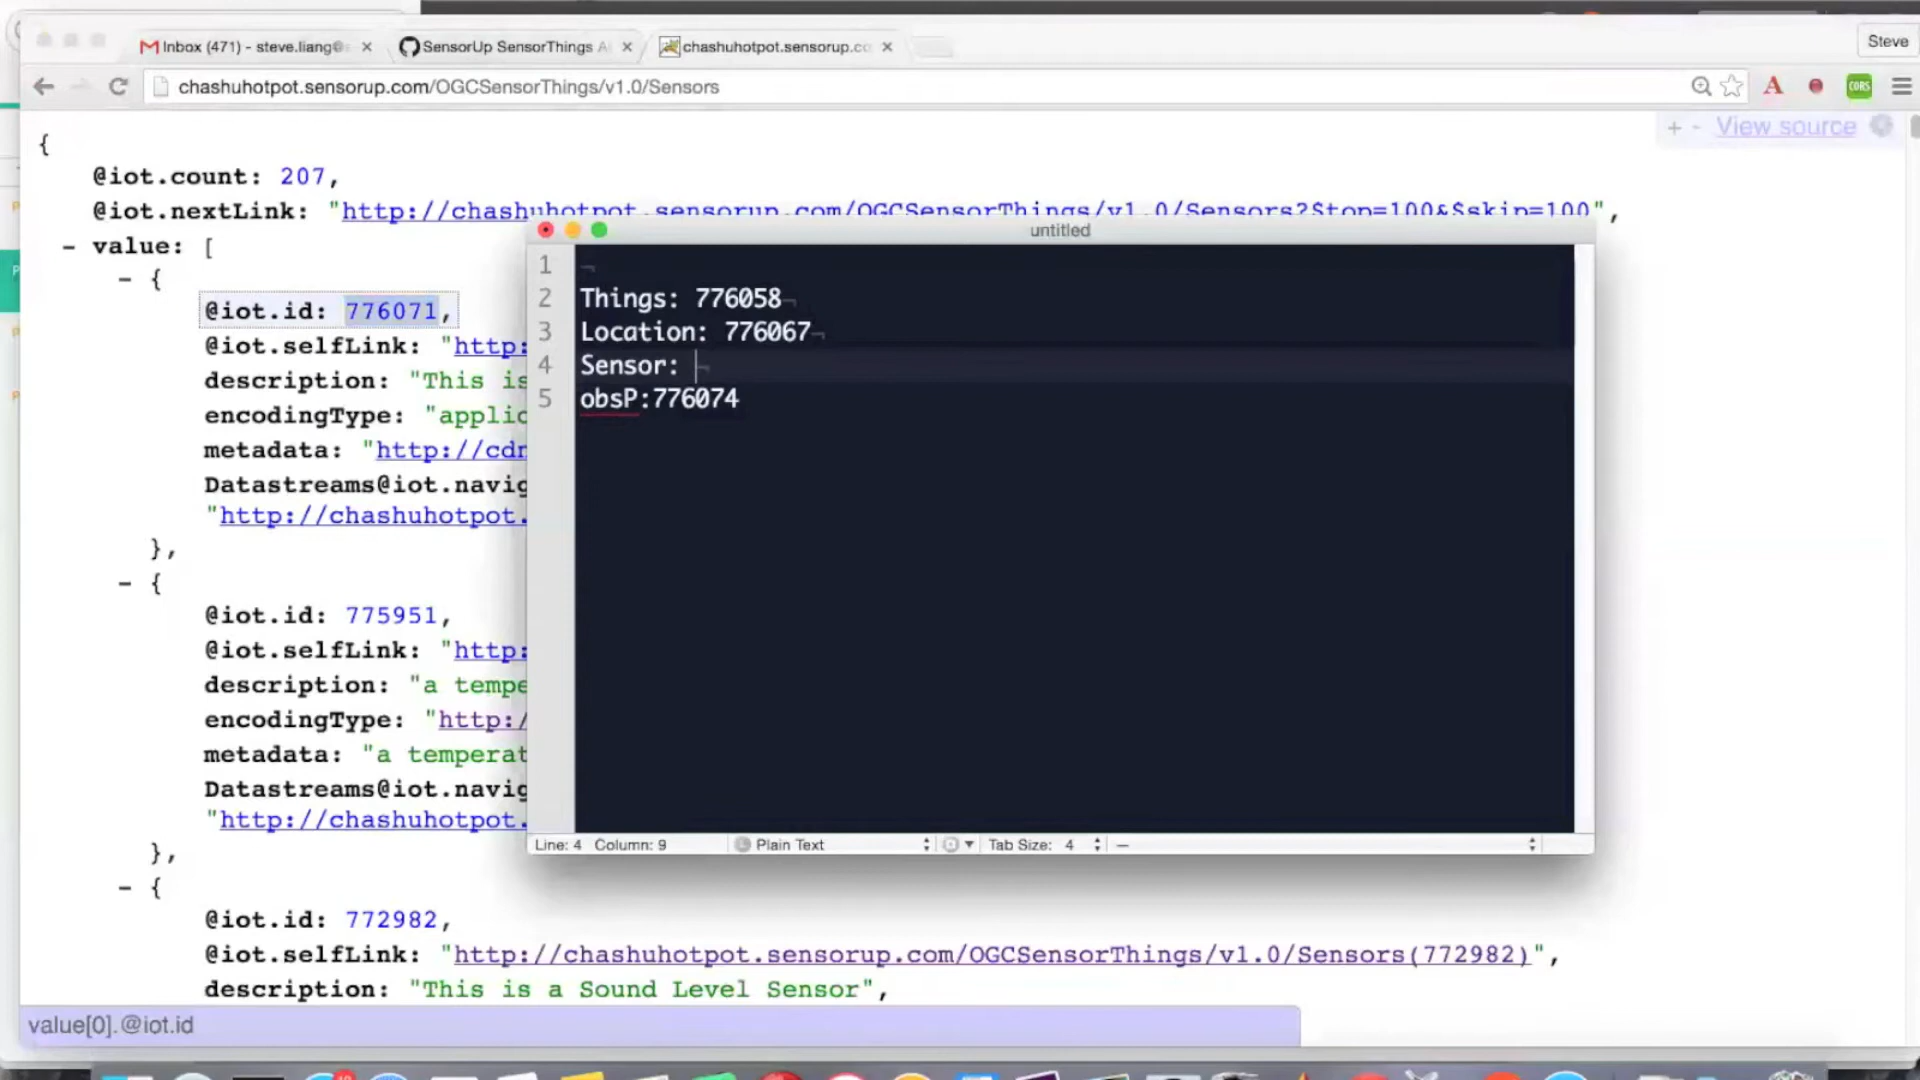 Inbox (471) - steve.liang@
SensorUp SensorThings A
chashuhotpot.sensorup.co
Steve
chashuhotpot.sensorup.com/OGCSensorThings/v1.0/Sensors
CORS
+ - View source
{
@iot.count: 207,
@iot.nextLink: "http://chashuhotpot.sensorup.com/OGCSensorThings/v1.0/Sensors?$top=100&$skip=100",
- value: [
- {
@iot.id: 776071,
@iot.selfLink: "http:
description: "This is
encodingType: "applic
metadata: "http://cdn
Datastreams@iot.navig
"http://chashuhotpot.
},
- {
@iot.id: 775951,
@iot.selfLink: "http:
description: "a tempe
encodingType: "http:/
metadata: "a temperat
Datastreams@iot.navig
"http://chashuhotpot.
},
- {
@iot.id: 772982,
@iot.selfLink: "http://chashuhotpot.sensorup.com/OGCSensorThings/v1.0/Sensors(772982)",
description: "This is a Sound Level Sensor",
value[0].@iot.id
untitled
1
2 Things: 776058
3 Location: 776067
4 Sensor:
5 obsP:776074
Line: 4 Column: 9 Plain Text Tab Size: 4 —